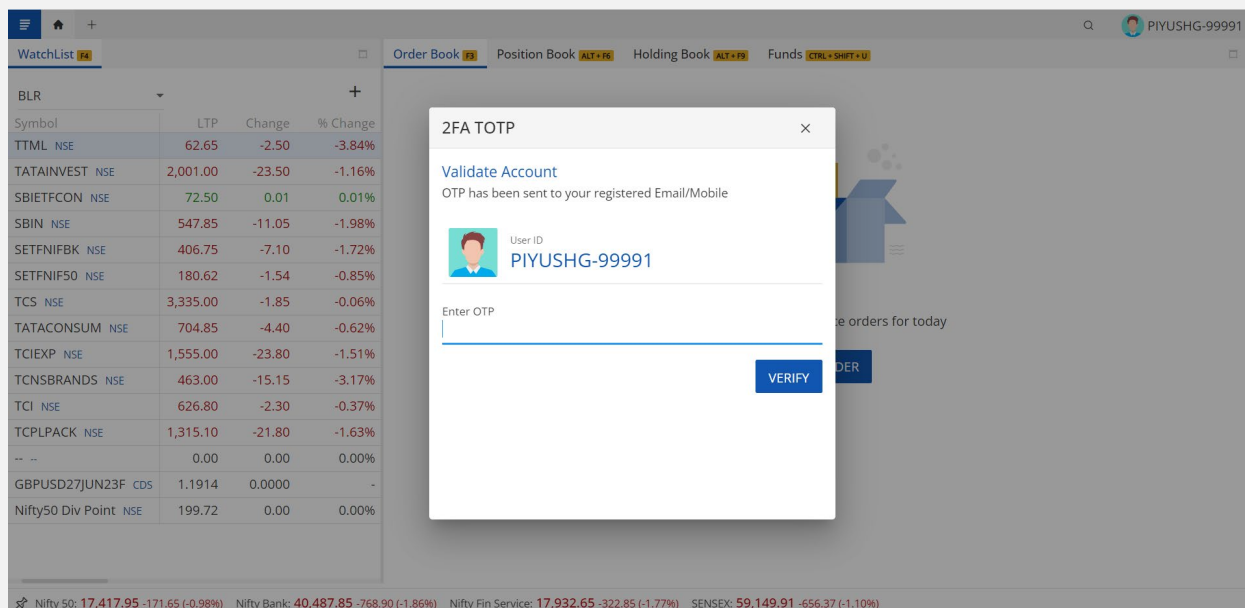 PIYUSHG-99991
WatchList F4
Order Book F3 Position Book ALT + F6 Holding Book ALT + F9 Funds CTRL + SHIFT + U
BLR
Symbol LTP Change % Change
TTML NSE 62.65 -2.50 -3.84%
TATAINVEST NSE 2,001.00 -23.50 -1.16%
SBIETFCON NSE 72.50 0.01 0.01%
SBIN NSE 547.85 -11.05 -1.98%
SETFNIFBK NSE 406.75 -7.10 -1.72%
SETFNIF50 NSE 180.62 -1.54 -0.85%
TCS NSE 3,335.00 -1.85 -0.06%
TATACONSUM NSE 704.85 -4.40 -0.62%
TCIEXP NSE 1,555.00 -23.80 -1.51%
TCNSBRANDS NSE 463.00 -15.15 -3.17%
TCI NSE 626.80 -2.30 -0.37%
TCPLPACK NSE 1,315.10 -21.80 -1.63%
-- -- 0.00 0.00 0.00%
GBPUSD27JUN23F CDS 1.1914 0.0000 -
Nifty50 Div Point NSE 199.72 0.00 0.00%
2FA TOTP
Validate Account
OTP has been sent to your registered Email/Mobile
User ID
PIYUSHG-99991
Enter OTP
VERIFY
orders for today
DER
Nifty 50: 17,417.95 -171.65 (-0.98%) Nifty Bank: 40,487.85 -768.90 (-1.86%) Nifty Fin Service: 17,932.65 -322.85 (-1.77%) SENSEX: 59,149.91 -656.37 (-1.10%)